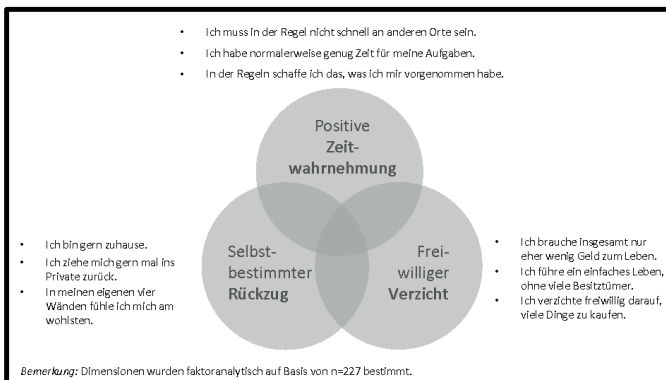 • Ich muss in der Regel nicht schnell an anderen Orte sein.
• Ich habe normalerweise genug Zeit für meine Aufgaben.
• In der Regeln schaffe ich das, was ich mir vorgenommen habe.
Positive
Zeit-
wahrnehmung
• Ich bin gern zuhause.
• Ich ziehe mich gern mal ins
Private zurück.
• In meinen eigenen vier
Wänden fühle ich mich am
wohlsten.
Selbst-
bestimmter
Rückzug
Frei-
williger
Verzicht
• Ich brauche insgesamt nur
eher wenig Geld zum Leben.
• Ich führe ein einfaches Leben,
ohne viele Besitztümer.
• Ich verzichte freiwillig darauf,
viele Dinge zu kaufen.
Bemerkung: Dimensionen wurden faktoranalytisch auf Basis von n=227 bestimmt.